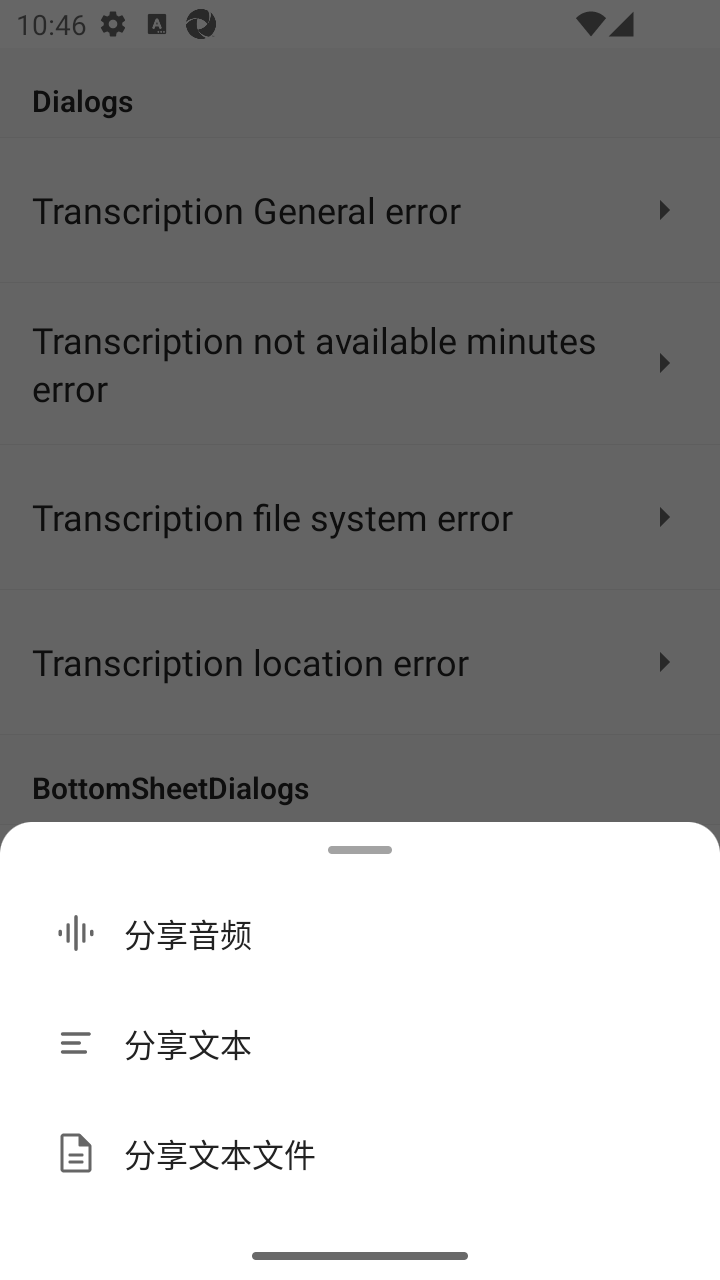 10:46
Dialogs
Transcription General error
Transcription not available minutes
error
Transcription file system error
Transcription location error
BottomSheetDialogs
分享音频
分享文本
分享文本文件